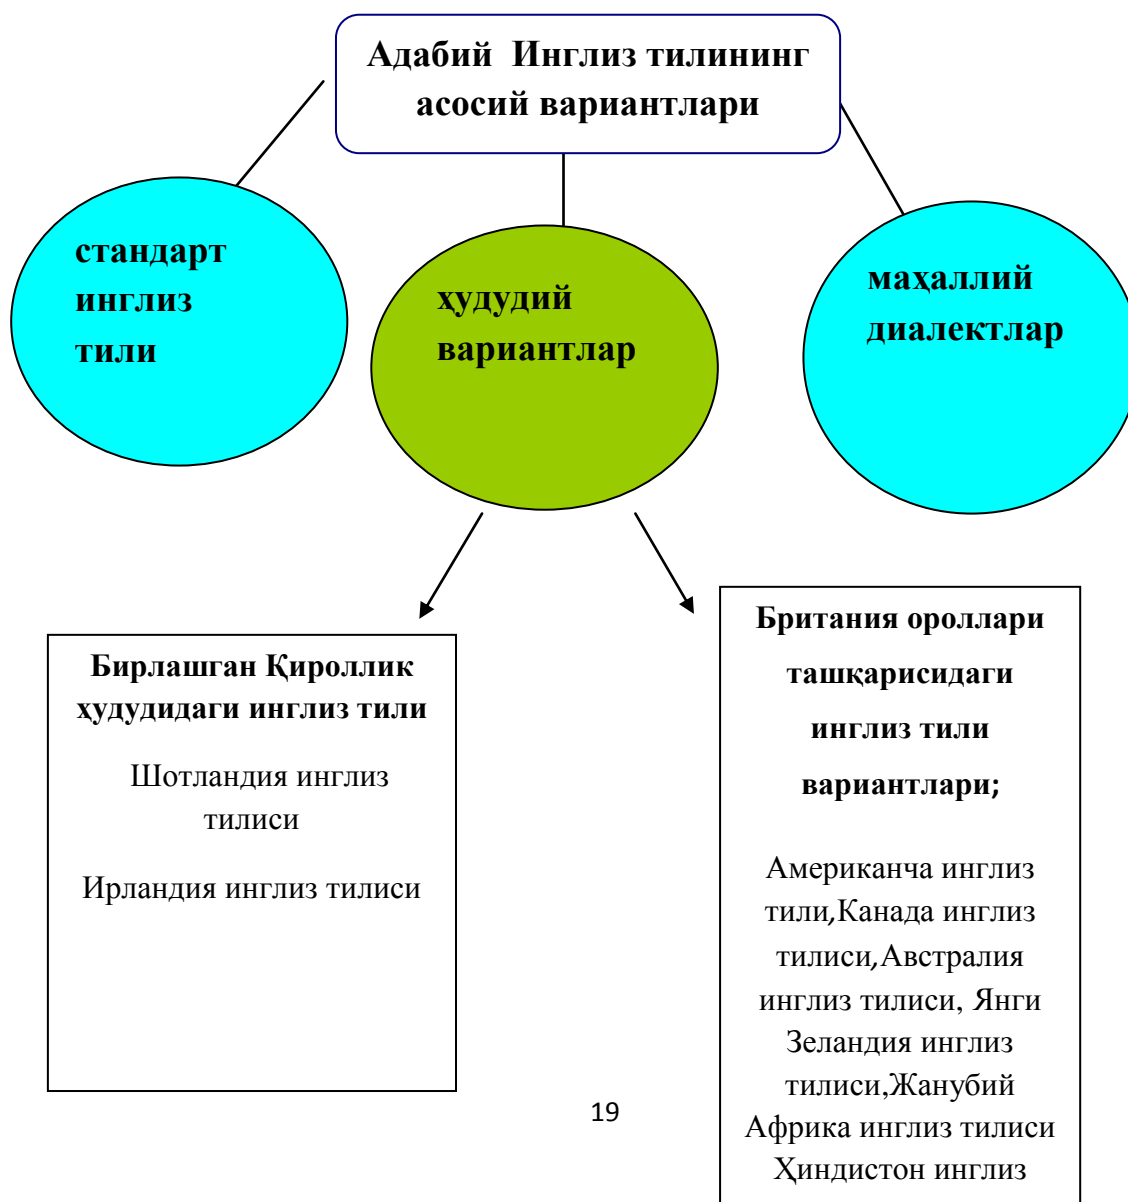 Адабий Инглиз тилининг
асосий вариантлари
стандарт
инглиз
тили
ҳудудий
вариантлар
маҳаллий
диалектлар
Бирлашган Қироллик
ҳудудидаги инглиз тили
Шотландия инглиз
тилиси
Ирландия инглиз тилиси
Британия ороллари
ташқарисидаги
инглиз тили
вариантлари;
Американча инглиз
тили,Канада инглиз
тилиси,Австралия
инглиз тилиси, Янги
Зеландия инглиз
тилиси,Жанубий
Африка инглиз тилиси
Ҳиндистон инглиз
19